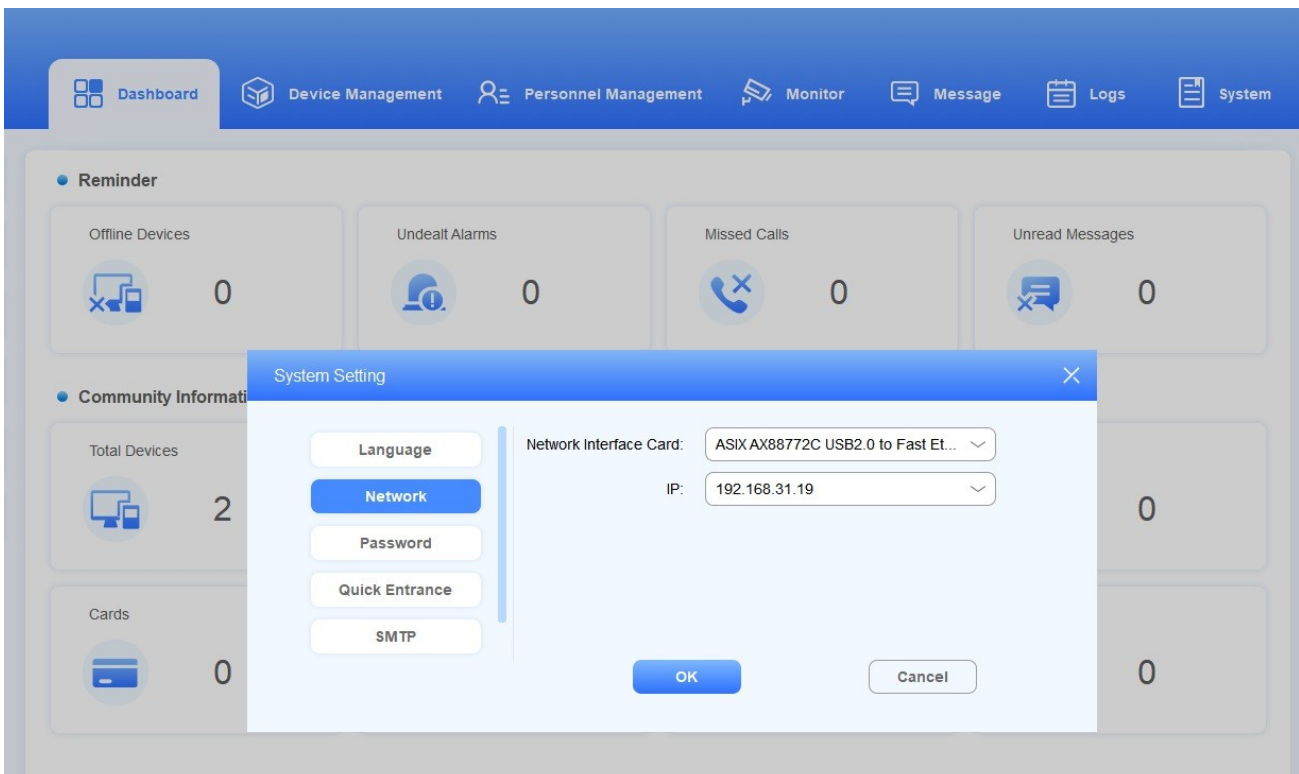 Dashboard
Device Management
Personnel Management
Monitor
Message
Logs
System
Reminder
Offline Devices
0
Undealt Alarms
0
Missed Calls
0
Unread Messages
0
Community Informati
Total Devices
2
0
Cards
0
0
System Setting
Language
Network
Password
Quick Entrance
SMTP
Network Interface Card: ASIX AX88772C USB2.0 to Fast Et...
IP: 192.168.31.19
OK
Cancel